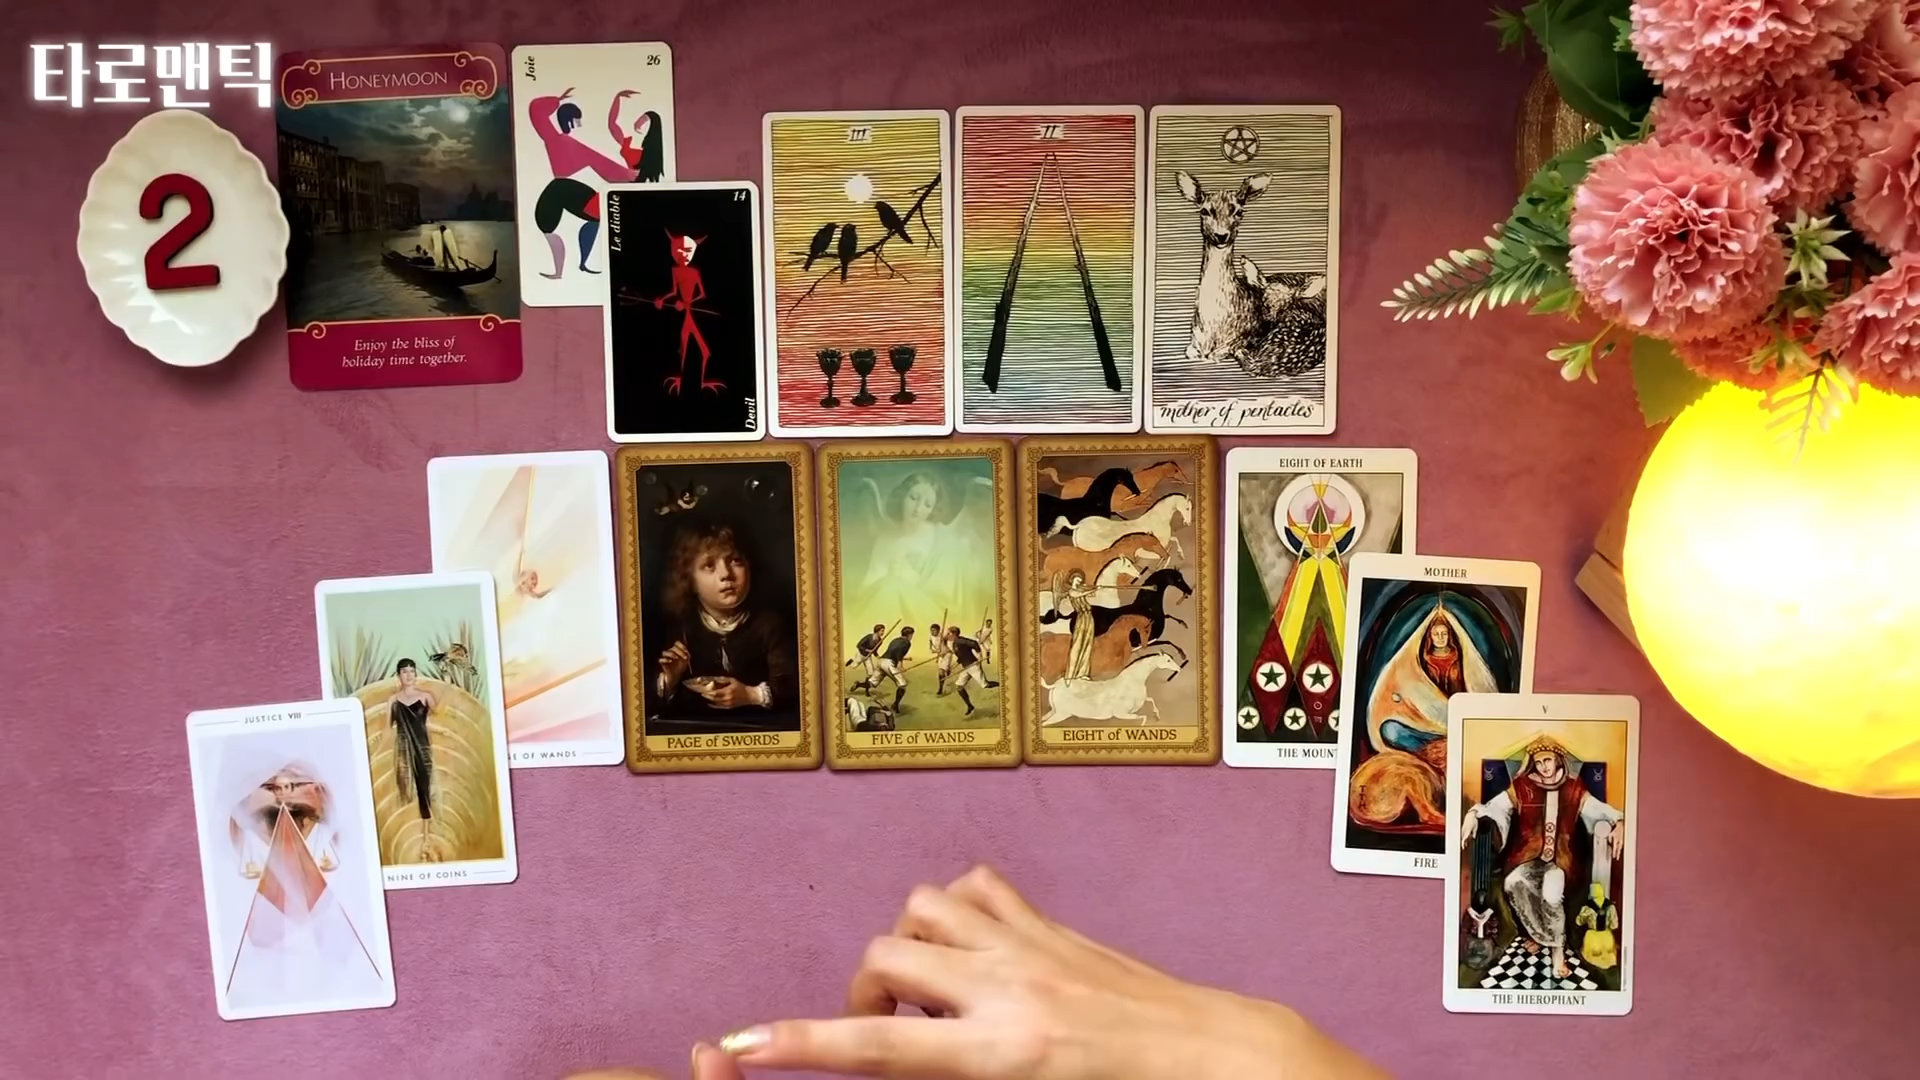 타로맨틱
2
HONEYMOON
Enjoy the bliss of
holiday time together.
Joie
26
Le diable
14
Devil
III
II
mother of pentacles
PAGE of SWORDS
FIVE of WANDS
EIGHT of WANDS
EIGHT OF EARTH
THE MOUNT
MOTHER
FIRE
V
THE HIEROPHANT
OF WANDS
NINE OF COINS
JUSTICE VIII